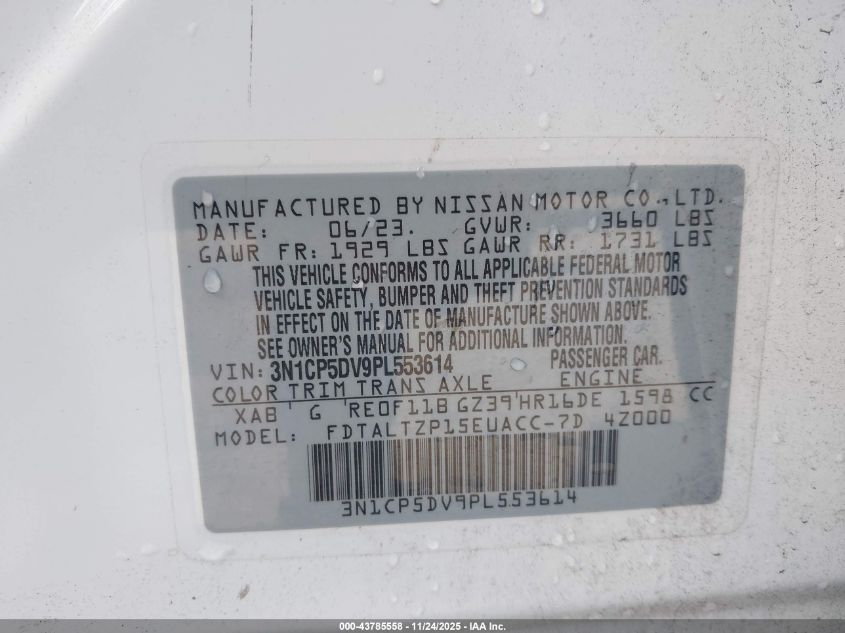 MANUFACTURED BY NISSAN MOTOR CO.,LTD.
DATE: 06/23. GVWR: 3660 LBS
GAWR FR: 1929 LBS GAWR RR: 1731 LBS
THIS VEHICLE CONFORMS TO ALL APPLICABLE FEDERAL MOTOR
VEHICLE SAFETY, BUMPER AND THEFT PREVENTION STANDARDS
IN EFFECT ON THE DATE OF MANUFACTURE SHOWN ABOVE.
SEE OWNER'S MANUAL FOR ADDITIONAL INFORMATION.
VIN: 3N1CP5DV9PL553614 PASSENGER CAR.
COLOR TRIM TRANS AXLE ENGINE
XAB G RE0F11B GZ39 HR16DE 1598 CC
MODEL: FDTALTZP15EUACC-7D 4Z000
3N1CP5DV9PL553614
000-43785558 - 11/24/2025 - IAA Inc.